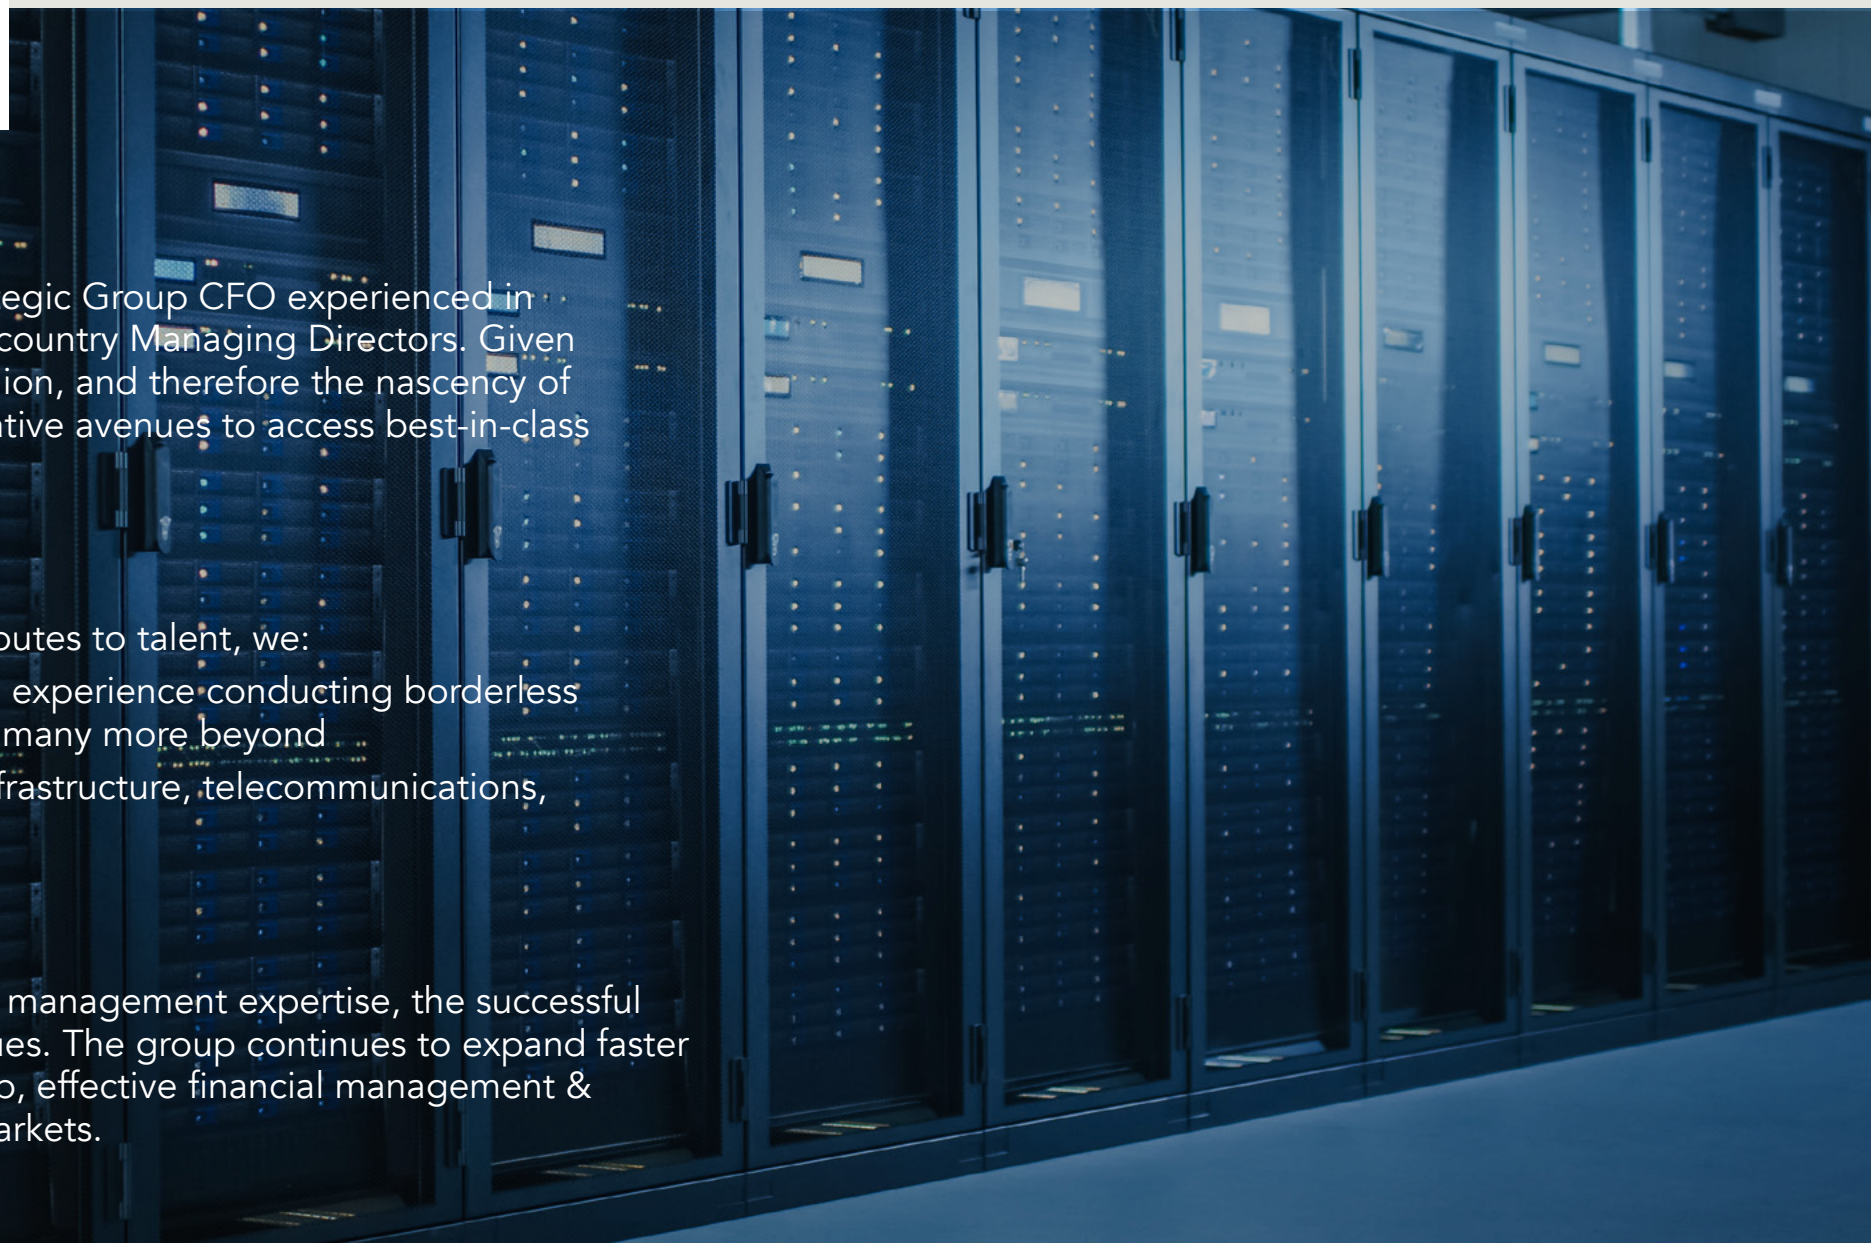 egic Group CFO experienced in
country Managing Directors. Given
ion, and therefore the nascency of
ative avenues to access best-in-class
butes to talent, we:
experience conducting borderless
many more beyond
frastructure, telecommunications,
management expertise, the successful
ues. The group continues to expand faster
p, effective financial management &
arkets.